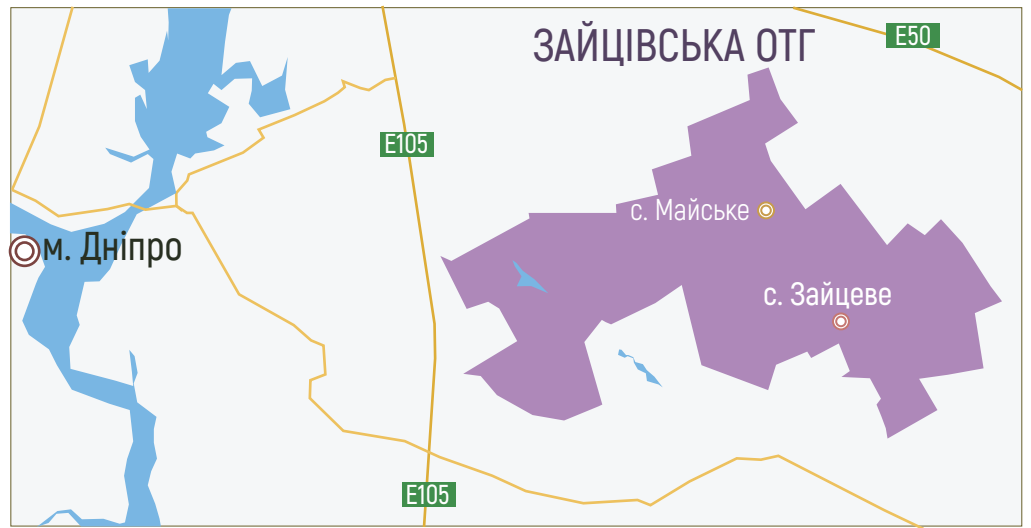 ЗАЙЦІВСЬКА ОТГ
E50
E105
с. Майське
м. Дніпро
с. Зайцеве
E105